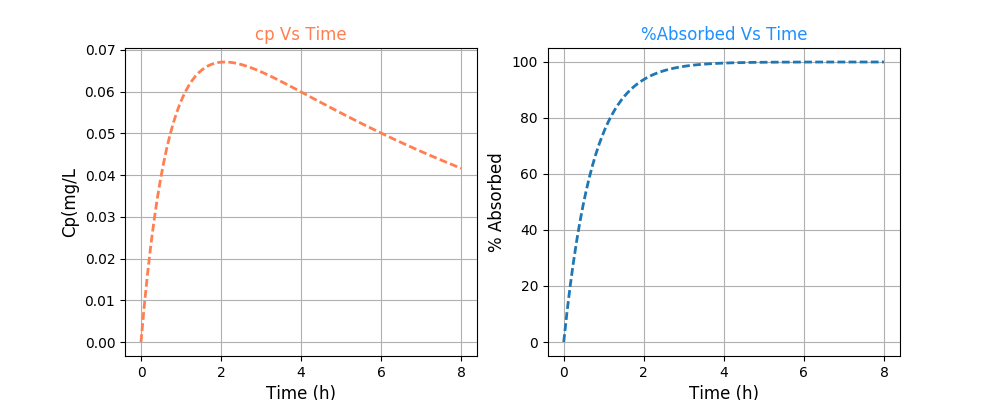 cp Vs Time
0.07
0.06
0.05
0.04
0.03
0.02
0.01
0.00
Cp(mg/L
0 2 4 6 8
Time (h)
%Absorbed Vs Time
100
80
60
40
20
0
% Absorbed
0 2 4 6 8
Time (h)